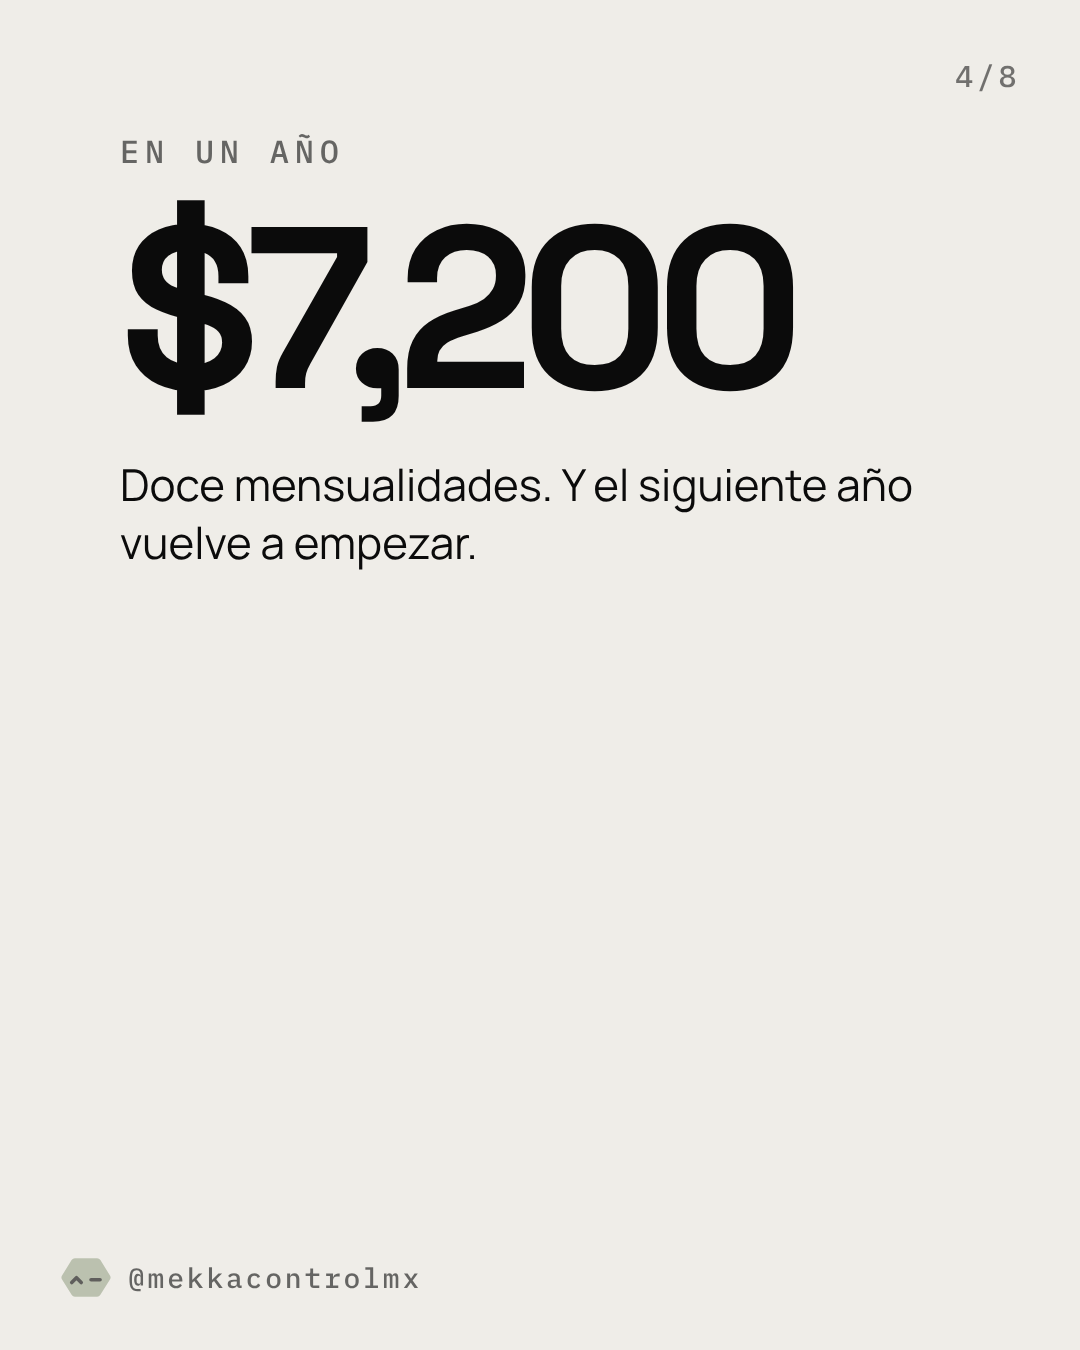 4/8
EN UN AÑO
$7,200
Doce mensualidades. Y el siguiente año
vuelve a empezar.
@mekkacontrolmx